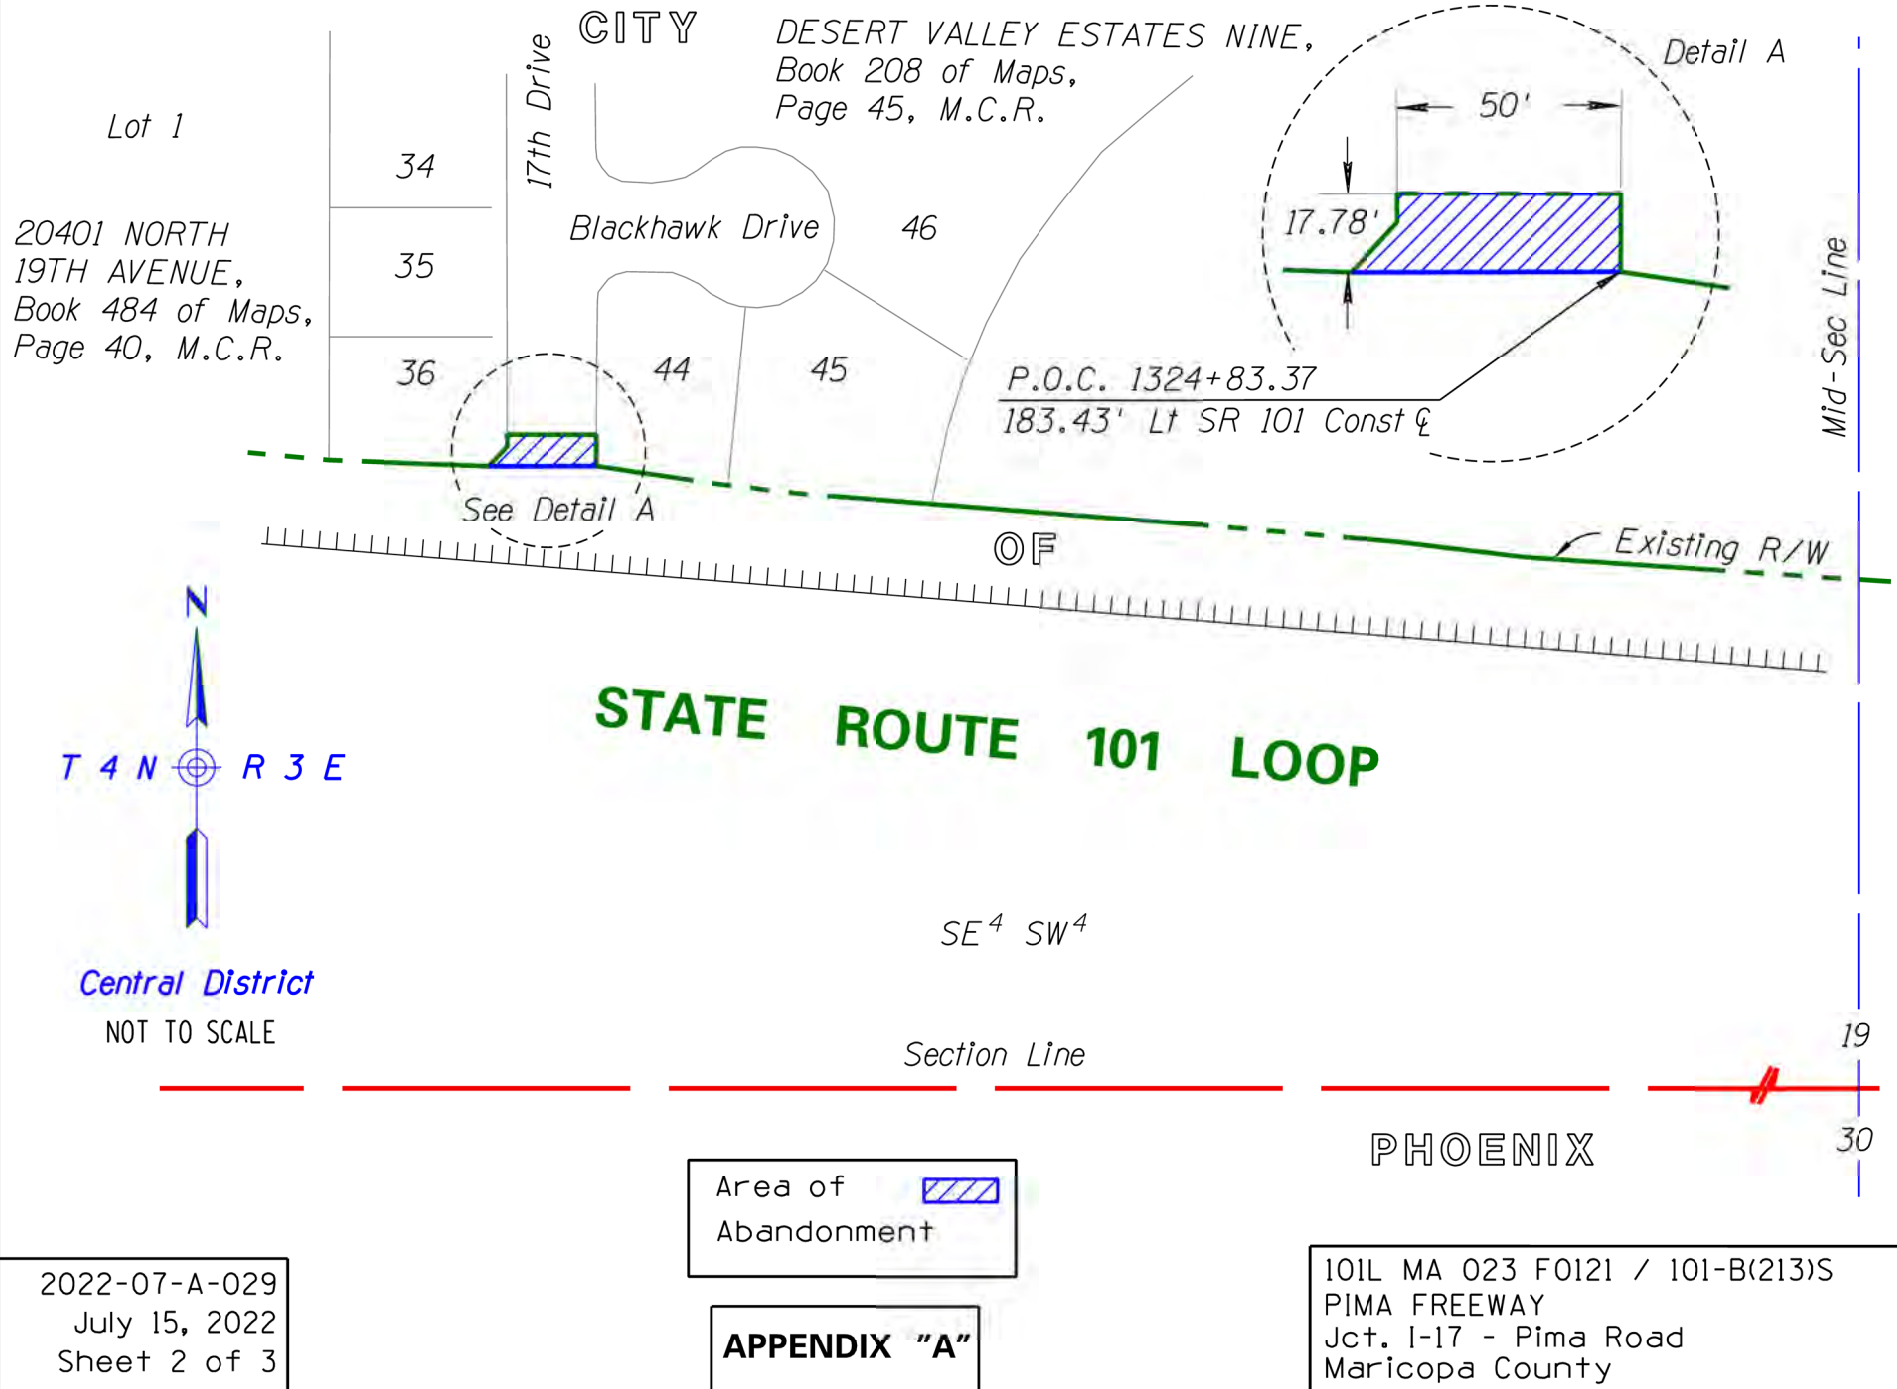 CITY
DESERT VALLEY ESTATES NINE,
Book 208 of Maps,
Page 45, M.C.R.
17th Drive
Detail A
50'
17.78'
Lot 1
34
20401 NORTH
19TH AVENUE,
Book 484 of Maps,
Page 40, M.C.R.
35
36
Blackhawk Drive
46
44
45
P.O.C. 1324+83.37
183.43' Lt SR 101 Const ℄
Mid-Sec Line
See Detail A
OF
Existing R/W
N
STATE ROUTE 101 LOOP
T 4 N R 3 E
SE⁴ SW⁴
Central District
NOT TO SCALE
Section Line
19
30
PHOENIX
Area of
Abandonment
2022-07-A-029
July 15, 2022
Sheet 2 of 3
APPENDIX "A"
101L MA 023 F0121 / 101-B(213)S
PIMA FREEWAY
Jct. I-17 - Pima Road
Maricopa County